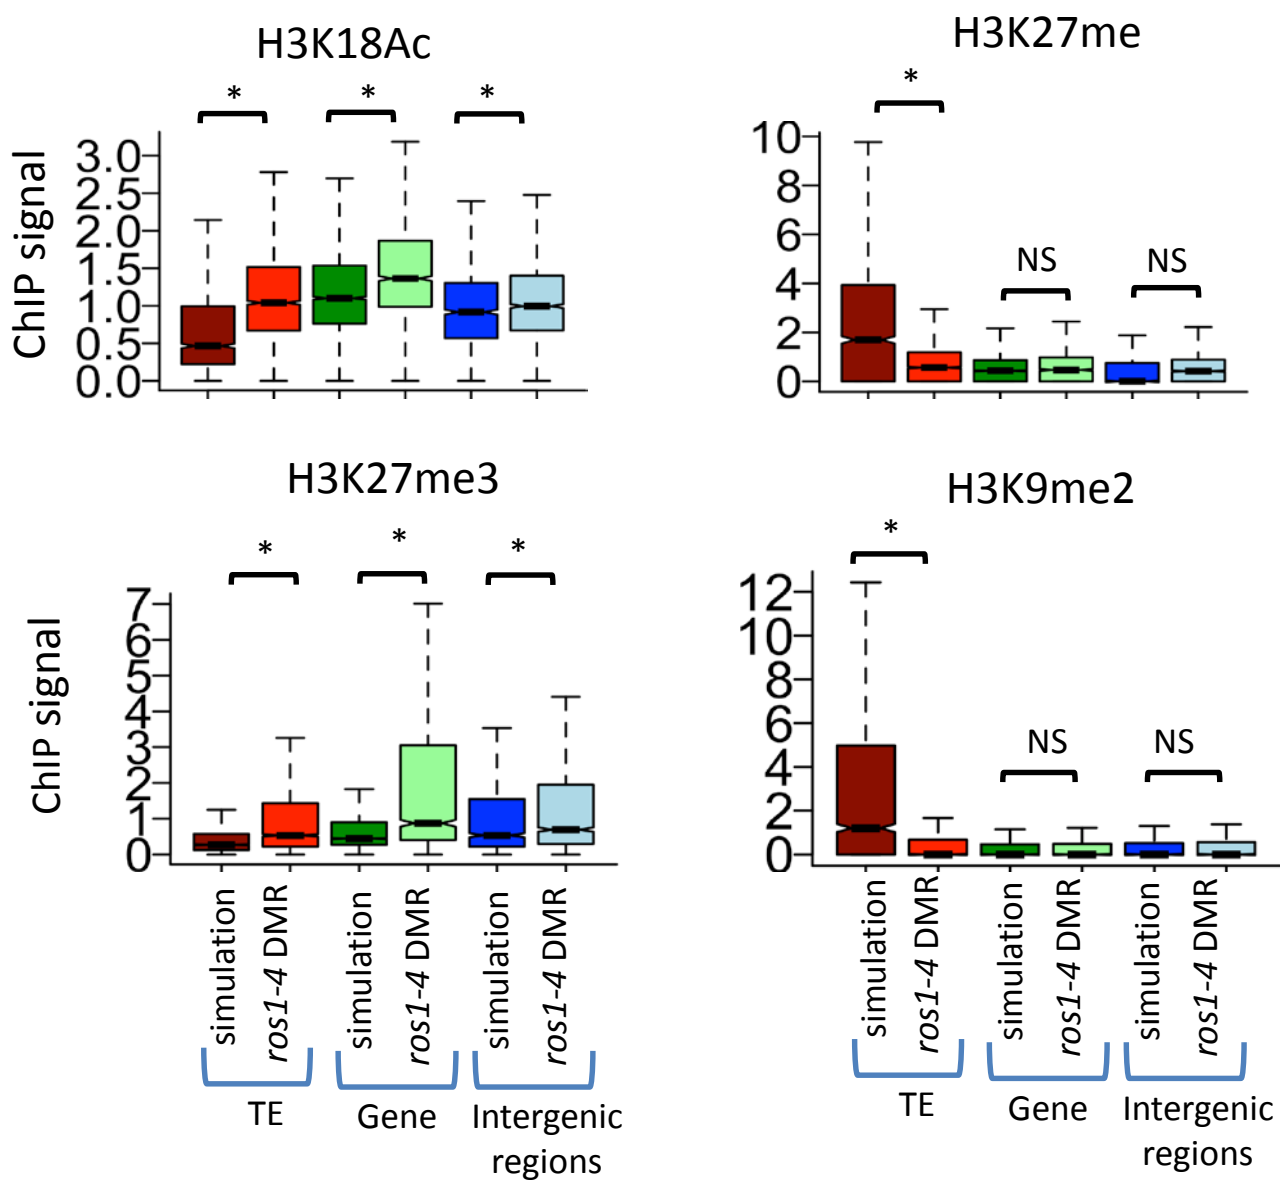 H3K18Ac
* * *
ChIP signal
3.0
2.5
2.0
1.5
1.0
0.5
0.0
H3K27me
*
NS NS
10
8
6
4
2
0
H3K27me3
* * *
ChIP signal
7
6
5
4
3
2
1
0
simulation
ros1-4 DMR
simulation
ros1-4 DMR
simulation
ros1-4 DMR
TE
Gene
Intergenic
regions
H3K9me2
*
NS NS
12
10
8
6
4
2
0
simulation
ros1-4 DMR
simulation
ros1-4 DMR
simulation
ros1-4 DMR
TE
Gene
Intergenic
regions